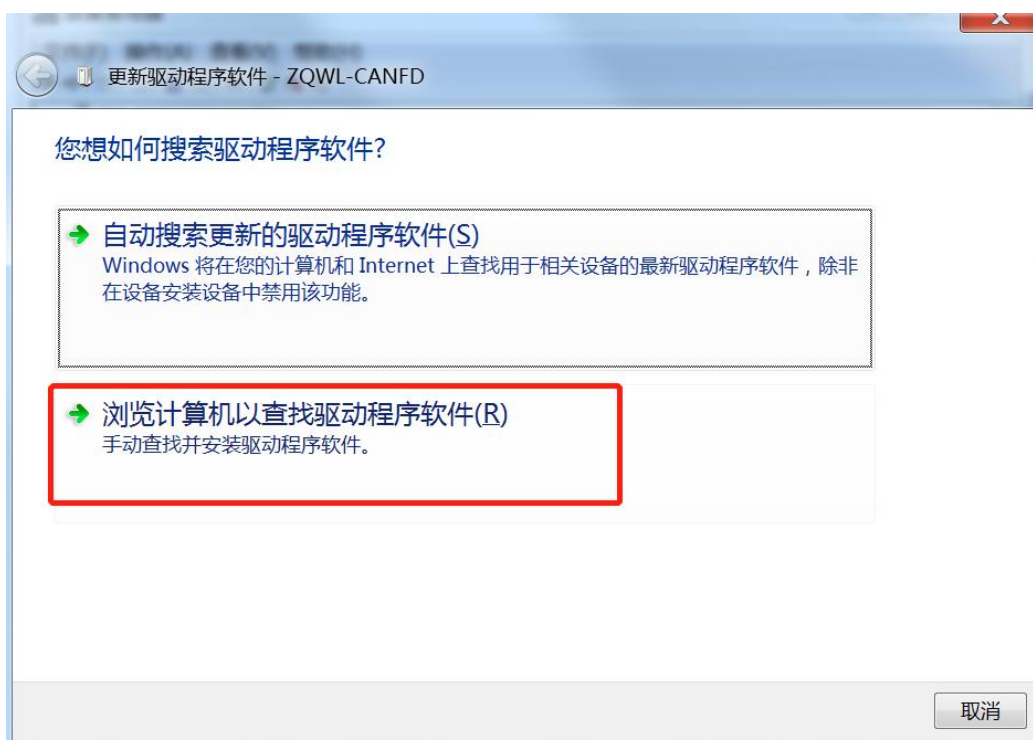 更新驱动程序软件 - ZQWL-CANFD
您想如何搜索驱动程序软件?
自动搜索更新的驱动程序软件(S)
Windows 将在您的计算机和 Internet 上查找用于相关设备的最新驱动程序软件，除非
在设备安装设备中禁用该功能。
浏览计算机以查找驱动程序软件(R)
手动查找并安装驱动程序软件。
取消